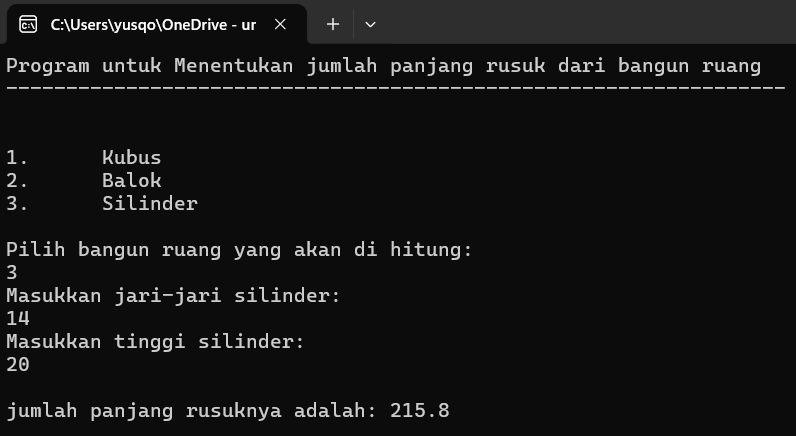 C:\Users\yusqo\OneDrive - ur
Program untuk Menentukan jumlah panjang rusuk dari bangun ruang
-----------------------------------------------------------------
1. Kubus
2. Balok
3. Silinder
Pilih bangun ruang yang akan di hitung:
3
Masukkan jari-jari silinder:
14
Masukkan tinggi silinder:
20
jumlah panjang rusuknya adalah: 215.8